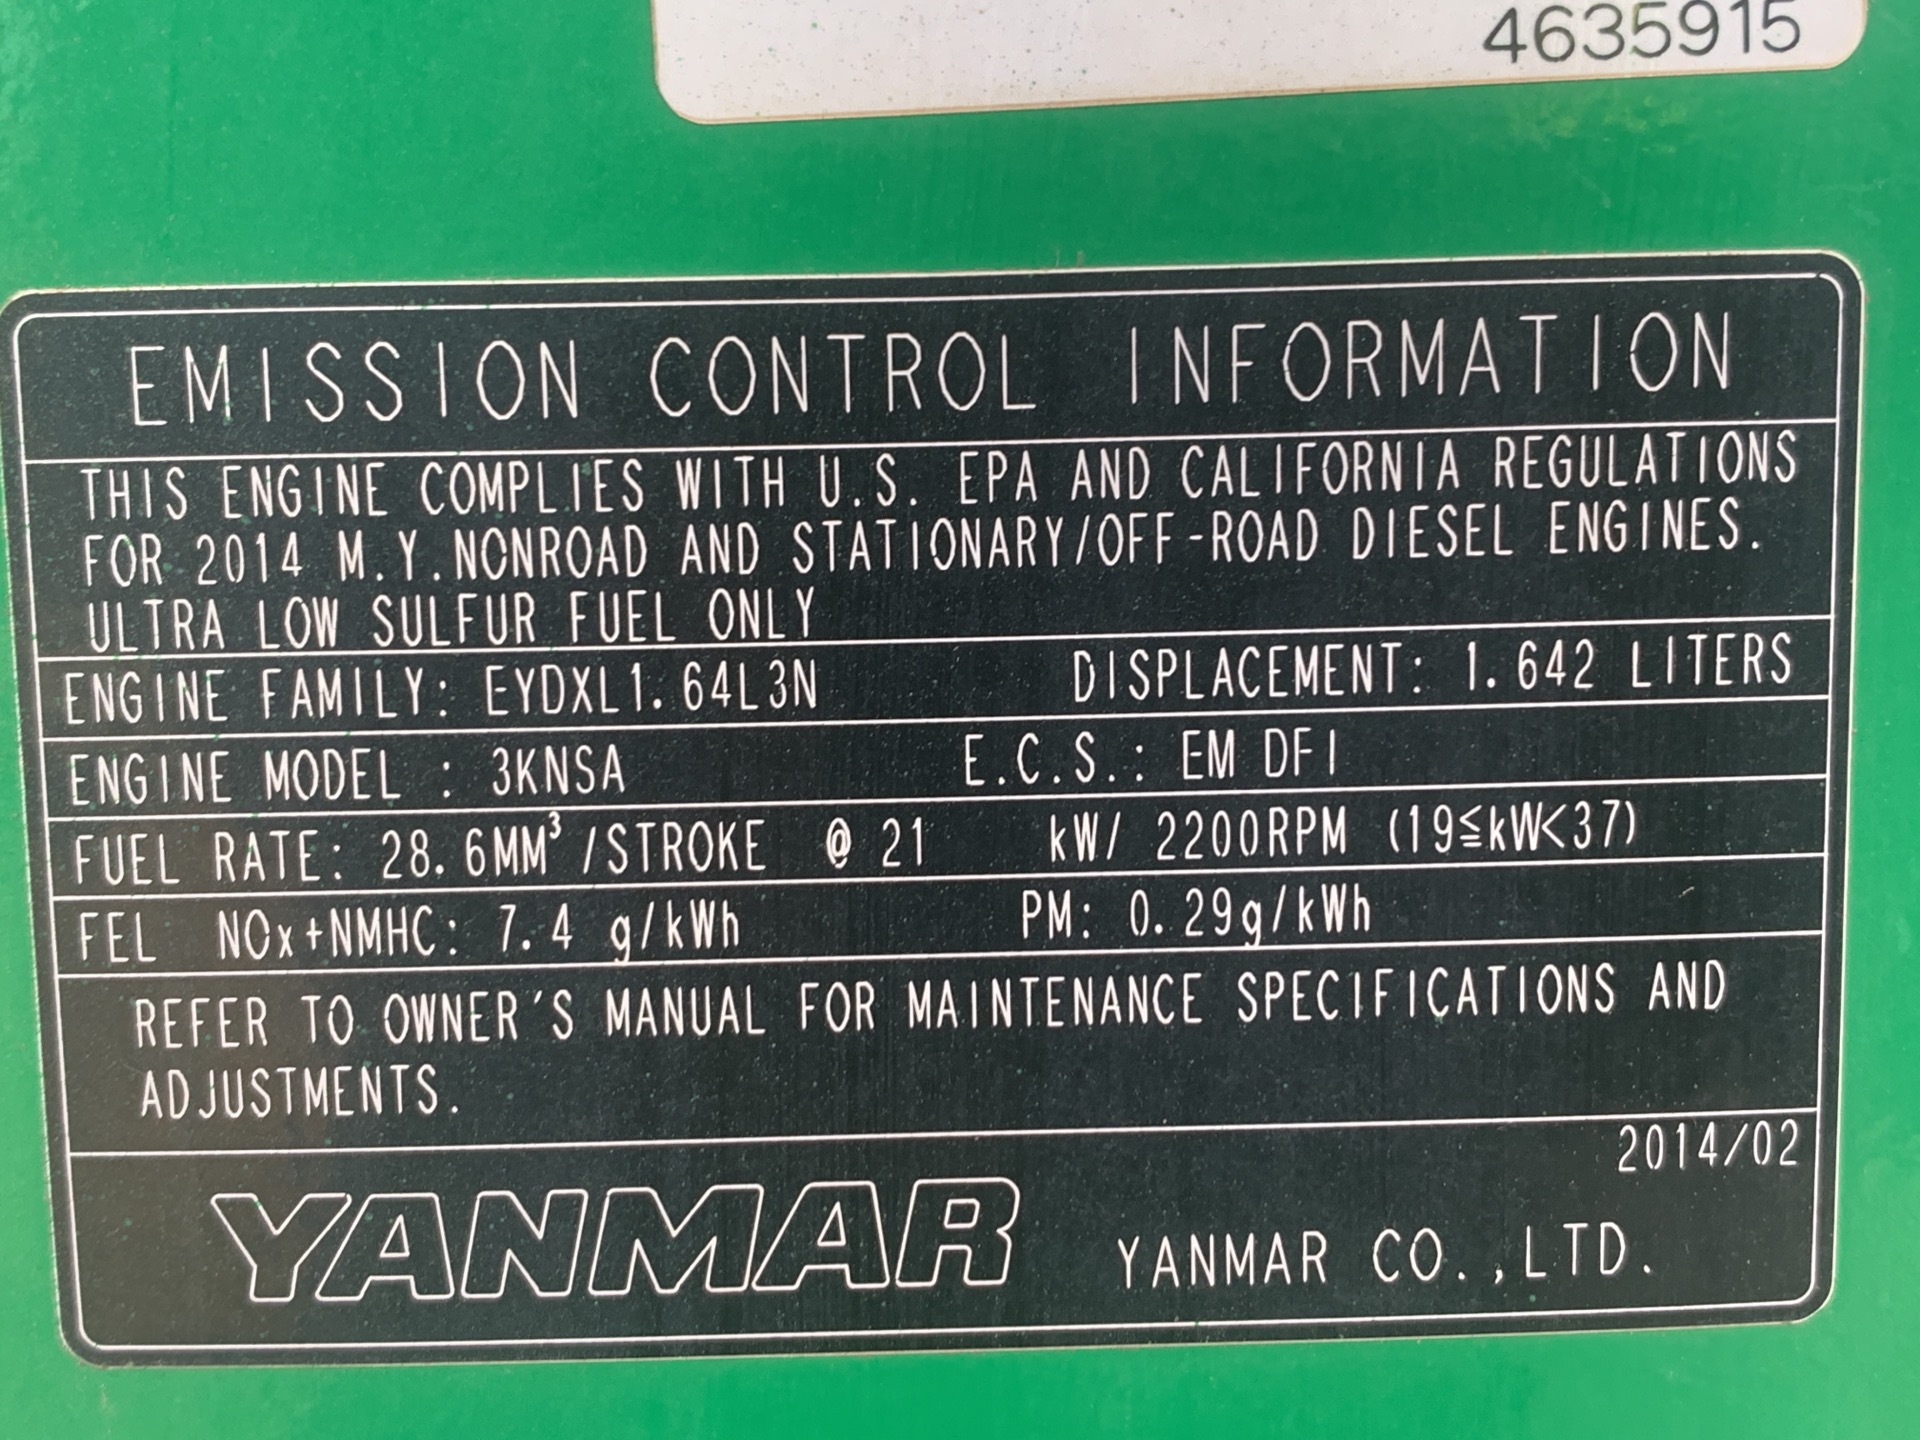 4635915
EMISSION CONTROL INFORMATION
THIS ENGINE COMPLIES WITH U.S. EPA AND CALIFORNIA REGULATIONS
FOR 2014 M.Y.NONROAD AND STATIONARY/OFF-ROAD DIESEL ENGINES.
ULTRA LOW SULFUR FUEL ONLY
ENGINE FAMILY: EYDXL1.64L3N DISPLACEMENT: 1.642 LITERS
ENGINE MODEL : 3KNSA E.C.S.: EM DFI
FUEL RATE: 28.6MM³/STROKE @ 21 kW/ 2200RPM (19≦kW<37)
FEL NOx+NMHC: 7.4 g/kWh PM: 0.29g/kWh
REFER TO OWNER'S MANUAL FOR MAINTENANCE SPECIFICATIONS AND
ADJUSTMENTS.
2014/02
YANMAR YANMAR CO.,LTD.